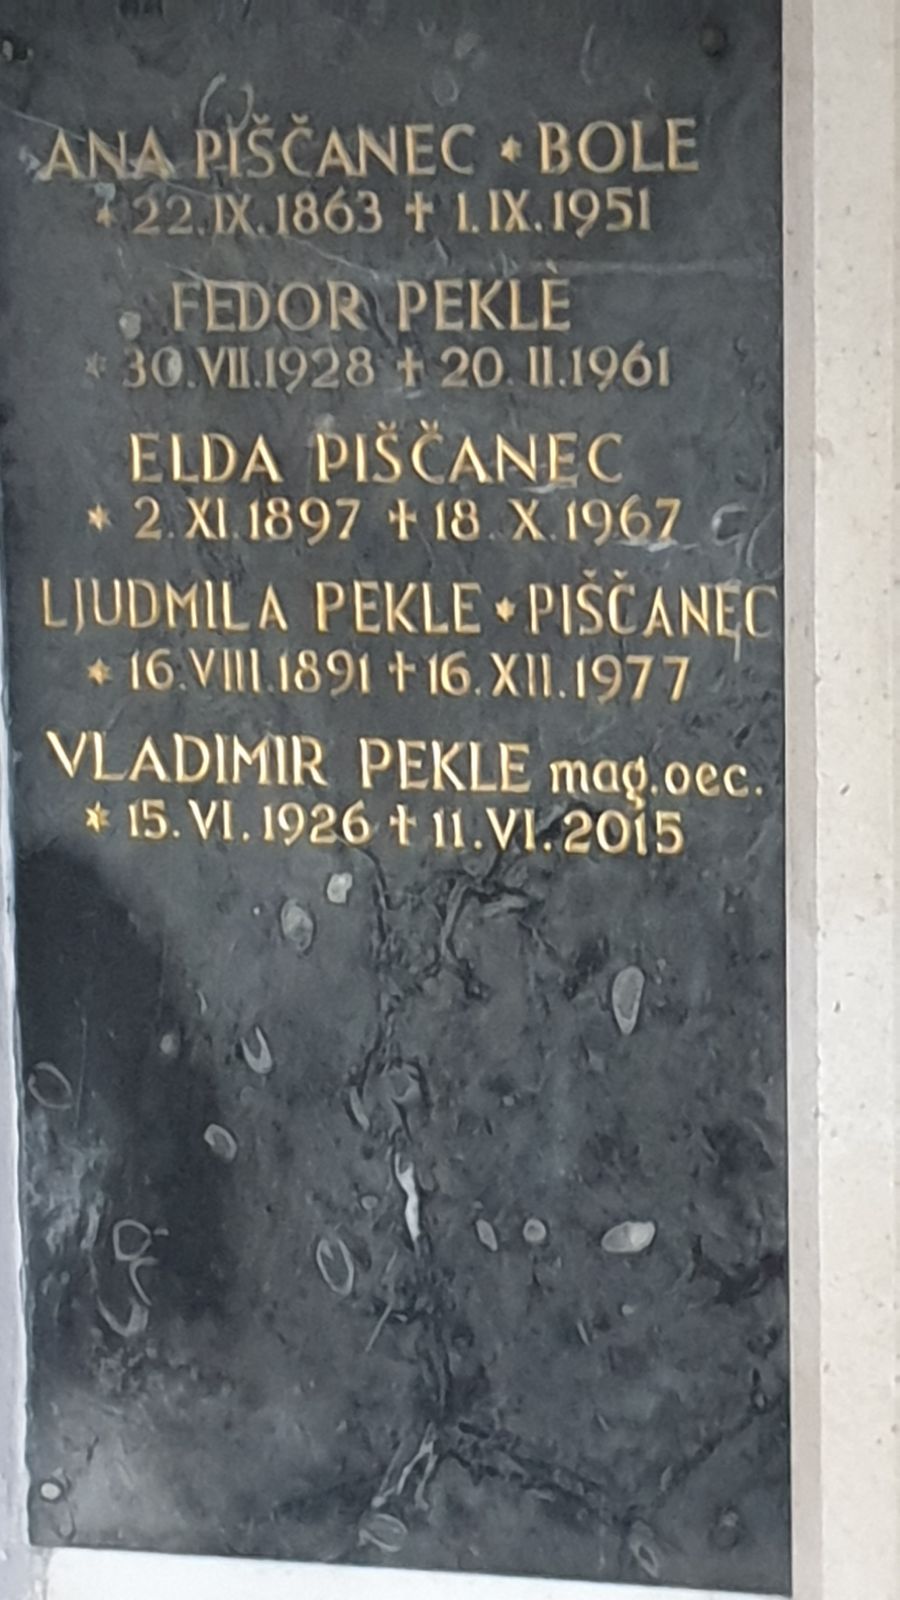 ANA PIŠČANEC * BOLE
* 22.IX.1863 † 1.IX.1951
FEDOR PEKLÈ
* 30.VII.1928 † 20.II.1961
ELDA PIŠČANEC
* 2.XI.1897 † 18.X.1967
LJUDMILA PEKLE * PIŠČANEC
* 16.VIII.1891 † 16.XII.1977
VLADIMIR PEKLE mag.oec.
* 15.VI.1926 † 11.VI.2015